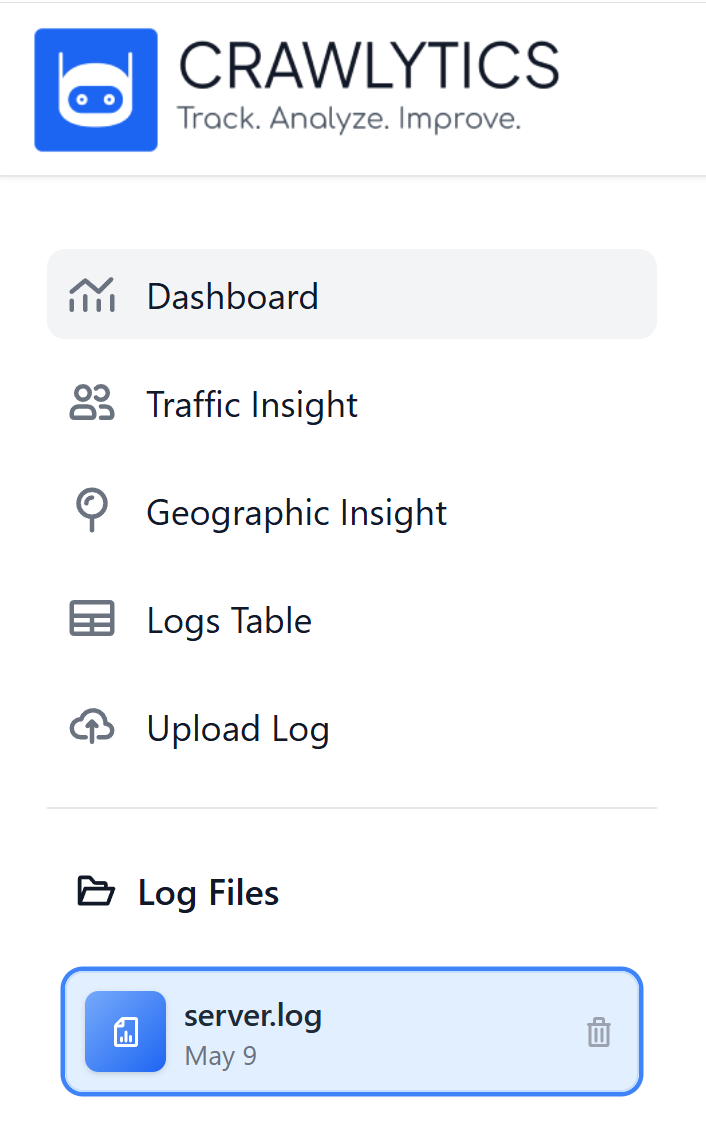 CRAWLYTICS
Track. Analyze. Improve.
Dashboard
Traffic Insight
Geographic Insight
Logs Table
Upload Log
Log Files
server.log
May 9